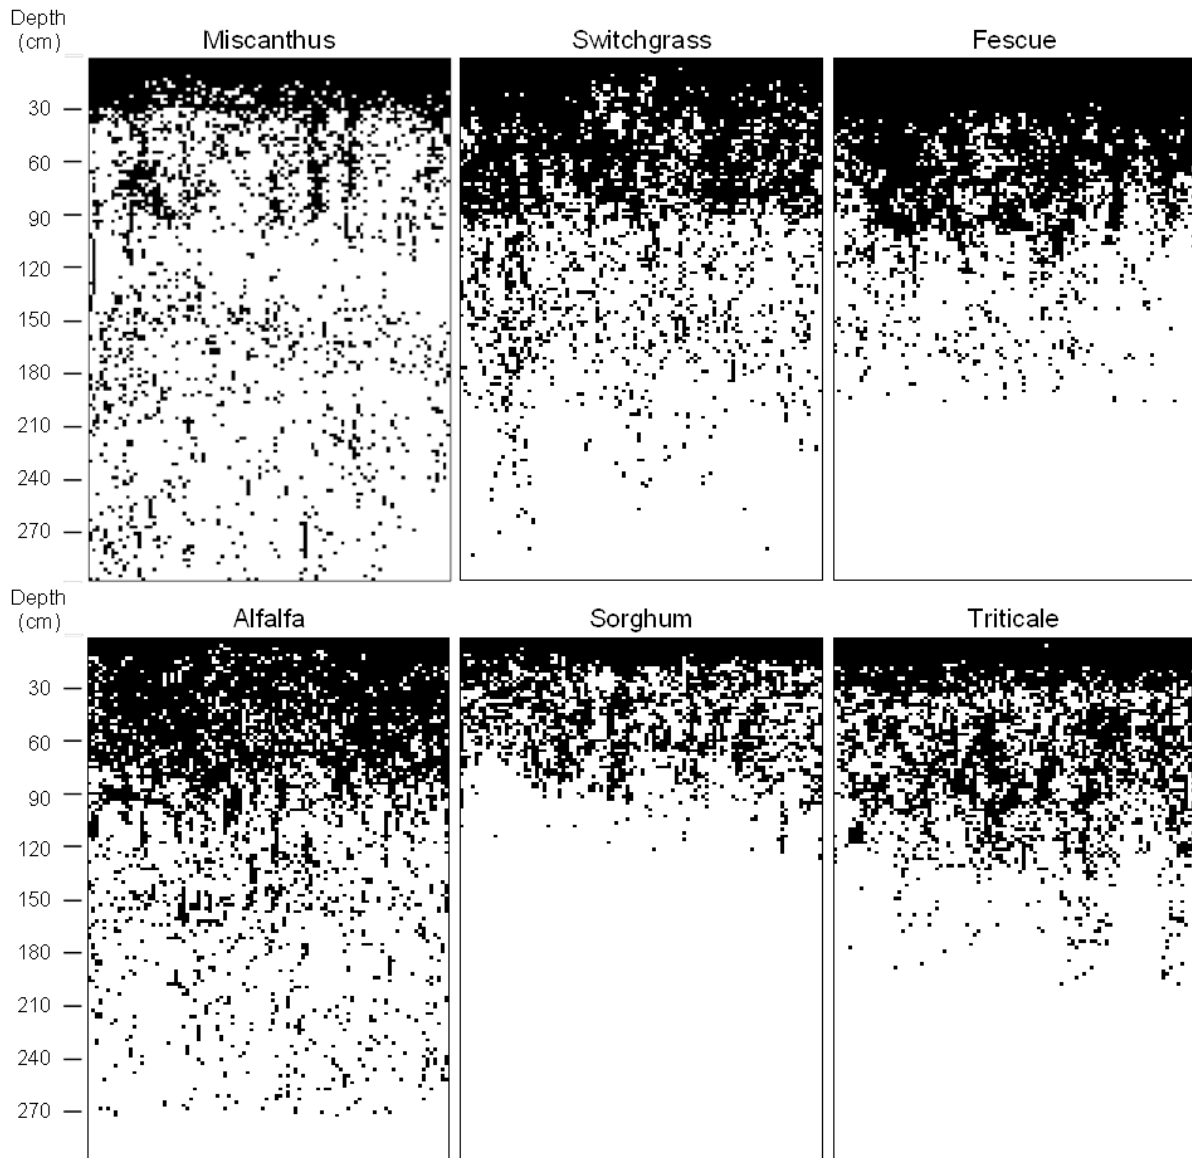 Depth
(cm)
Miscanthus
Switchgrass
Fescue
30
60
90
120
150
180
210
240
270
Depth
(cm)
Alfalfa
Sorghum
Triticale
30
60
90
120
150
180
210
240
270